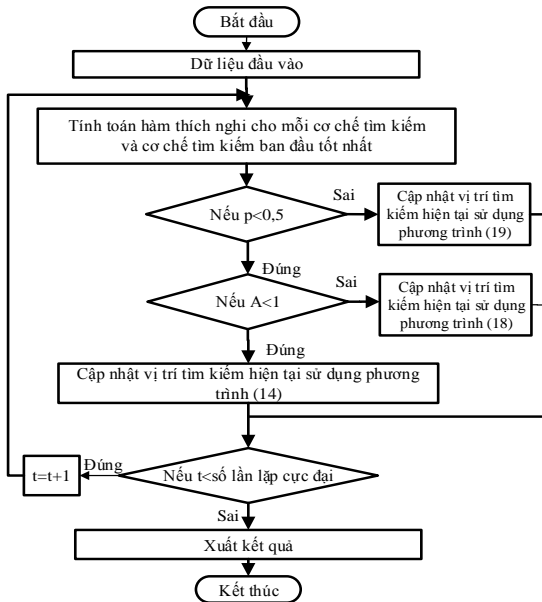 Bắt đầu
Dữ liệu đầu vào
Tính toán hàm thích nghi cho mỗi cơ chế tìm kiếm
và cơ chế tìm kiếm ban đầu tốt nhất
Nếu p<0,5
Sai
Cập nhật vị trí tìm
kiếm hiện tại sử dụng
phương trình (19)
Đúng
Nếu A<1
Sai
Cập nhật vị trí tìm
kiếm hiện tại sử dụng
phương trình (18)
Đúng
Cập nhật vị trí tìm kiếm hiện tại sử dụng phương
trình (14)
t=t+1
Đúng
Nếu t<số lần lặp cực đại
Sai
Xuất kết quả
Kết thúc